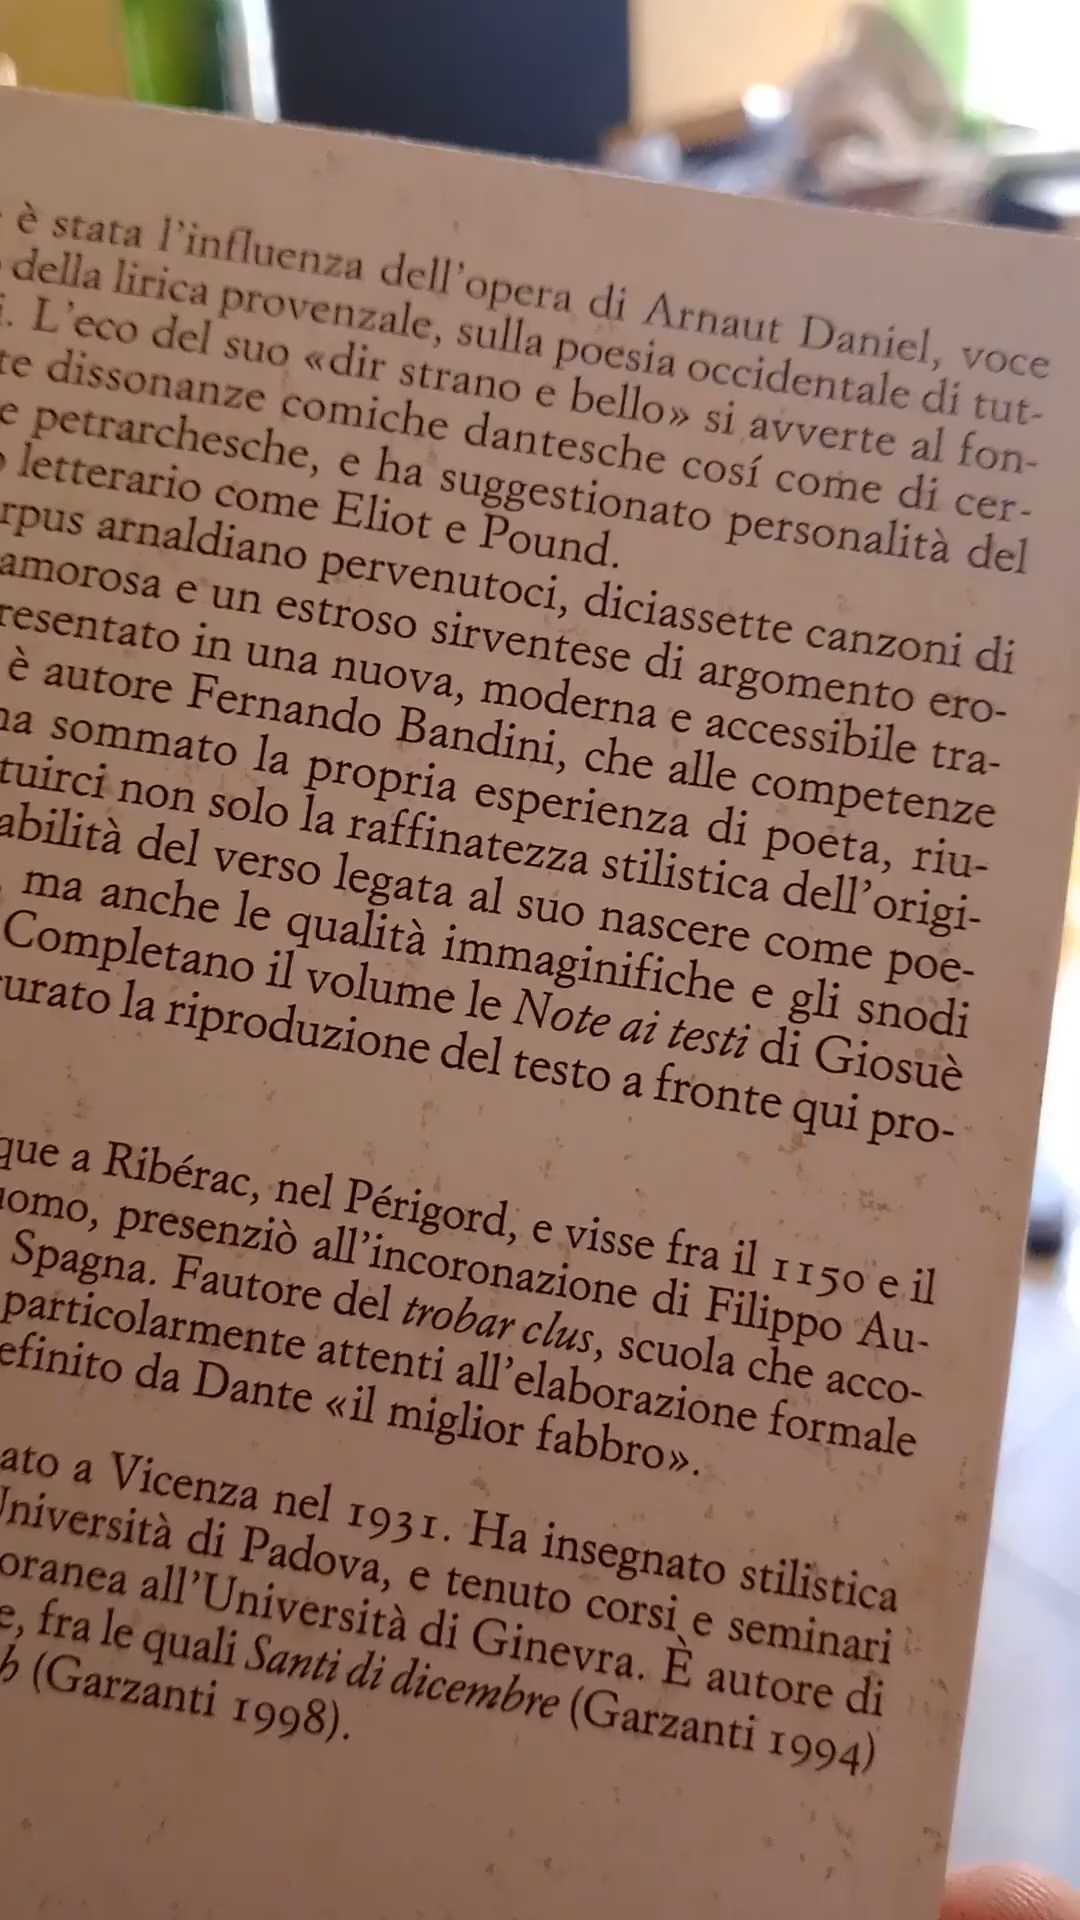 è stata l'influenza dell'opera di Arnaut Daniel, voce
della lirica provenzale, sulla poesia occidentale di tut-
i. L'eco del suo «dir strano e bello» si avverte al fon-
te dissonanze comiche dantesche cosí come di cer-
e petrarchesche, e ha suggestionato personalità del
letterario come Eliot e Pound.
rpus arnaldiano pervenutoci, diciassette canzoni di
amorosa e un estroso sirventese di argomento ero-
resentato in una nuova, moderna e accessibile tra-
è autore Fernando Bandini, che alle competenze
ha sommato la propria esperienza di poeta, riu-
tuirci non solo la raffinatezza stilistica dell'origi-
abilità del verso legata al suo nascere come poe-
, ma anche le qualità immaginifiche e gli snodi
Completano il volume le Note ai testi di Giosuè
urato la riproduzione del testo a fronte qui pro-
que a Ribérac, nel Périgord, e visse fra il 1150 e il
uomo, presenziò all'incoronazione di Filippo Au-
Spagna. Fautore del trobar clus, scuola che acco-
particolarmente attenti all'elaborazione formale
efinito da Dante «il miglior fabbro».
ato a Vicenza nel 1931. Ha insegnato stilistica
Università di Padova, e tenuto corsi e seminari
oranea all'Università di Ginevra. È autore di
e, fra le quali Santi di dicembre (Garzanti 1994)
b (Garzanti 1998).